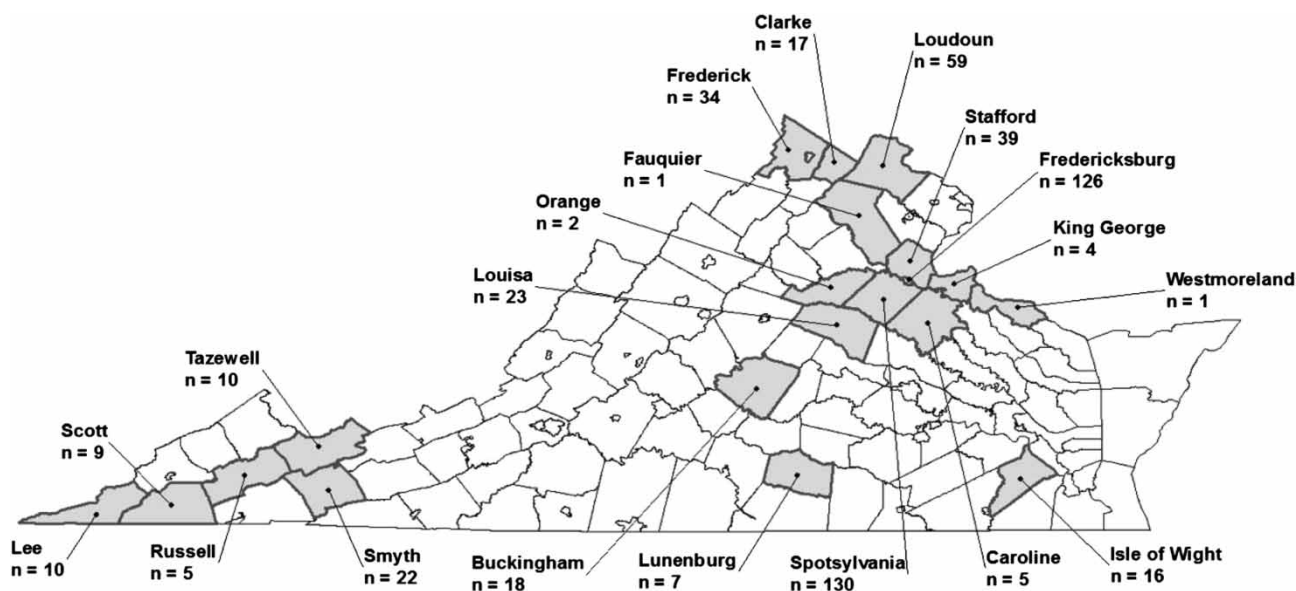 Clarke
n = 17
Loudoun
n = 59
Frederick
n = 34
Stafford
n = 39
Fauquier
n = 1
Fredericksburg
n = 126
Orange
n = 2
King George
n = 4
Louisa
n = 23
Westmoreland
n = 1
Tazewell
n = 10
Scott
n = 9
Lee
n = 10
Russell
n = 5
Smyth
n = 22
Buckingham
n = 18
Lunenburg
n = 7
Spotsylvania
n = 130
Caroline
n = 5
Isle of Wight
n = 16